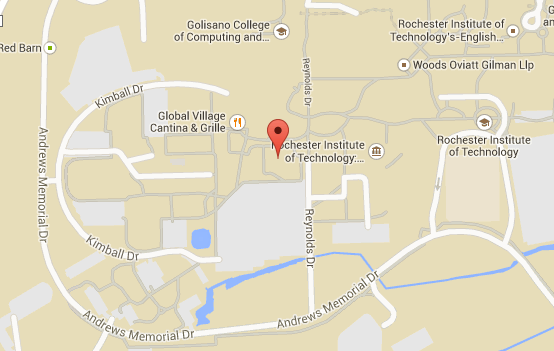 Golisano College
of Computing and...
Rochester Institute of
Technology's-English...
Red Barn
Woods Oviatt Gilman Llp
Kimball Dr
Reynolds Dr
Global Village
Cantina & Grille
Rochester Institute
of Technology:...
Rochester Institute
of Technology
Andrews Memorial Dr
Reynolds Dr
Kimball Dr
Andrews Memorial Dr
Andrews Memorial Dr